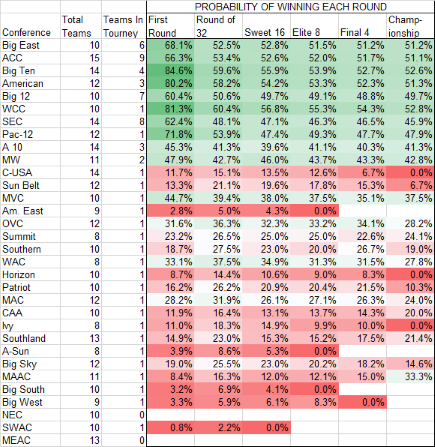 PROBABILITY OF WINNING EACH ROUND
Total Teams In First Round of Champ-
Conference Teams Tourney Round 32 Sweet 16 Elite 8 Final 4 ionship
Big East 10 6 68.1% 52.5% 52.8% 51.5% 51.2% 51.2%
ACC 15 9 66.3% 53.4% 52.6% 52.0% 51.7% 51.1%
Big Ten 14 4 84.6% 59.6% 55.9% 53.9% 52.7% 52.6%
American 12 3 80.2% 58.2% 54.2% 53.3% 52.3% 51.3%
Big 12 10 7 60.4% 50.6% 49.7% 49.1% 48.8% 49.7%
WCC 10 3 81.3% 60.4% 56.8% 55.3% 54.3% 52.8%
SEC 14 8 62.4% 48.1% 47.1% 46.3% 46.5% 45.9%
Pac-12 12 3 71.8% 53.9% 47.4% 49.3% 47.7% 47.9%
A 10 14 3 45.3% 41.3% 39.6% 41.1% 40.3% 41.3%
MW 11 2 47.9% 42.7% 46.0% 43.7% 43.3% 42.8%
C-USA 14 1 11.7% 15.1% 13.5% 12.6% 6.7% 0.0%
Sun Belt 12 1 13.3% 21.1% 19.6% 17.8% 15.3% 6.7%
MVC 10 1 44.7% 39.4% 38.0% 37.5% 35.1% 37.5%
Am. East 9 1 2.8% 5.0% 4.3% 0.0%
OVC 12 1 31.6% 36.3% 32.3% 33.2% 34.1% 28.2%
Summit 8 1 23.2% 26.5% 25.0% 25.0% 22.6% 24.1%
Southern 10 1 18.7% 27.5% 23.0% 20.0% 26.7% 19.0%
WAC 8 1 33.1% 37.5% 34.9% 31.3% 31.5% 27.8%
Horizon 10 1 8.7% 14.4% 10.6% 9.0% 8.3% 0.0%
Patriot 10 1 16.2% 26.2% 20.9% 20.4% 21.5% 10.3%
MAC 12 1 28.2% 31.9% 26.1% 27.1% 26.3% 24.0%
CAA 10 1 11.9% 16.4% 13.1% 13.7% 14.3% 20.0%
Ivy 8 1 11.0% 18.3% 14.9% 9.9% 10.0% 0.0%
Southland 13 1 14.9% 23.0% 15.3% 15.2% 17.5% 21.4%
A-Sun 8 1 3.9% 8.6% 5.3% 0.0%
Big Sky 12 1 19.0% 25.5% 23.0% 20.2% 18.2% 14.6%
MAAC 11 1 8.4% 16.3% 12.0% 12.1% 15.0% 33.3%
Big South 10 1 3.2% 6.9% 4.1% 0.0%
Big West 9 1 3.3% 5.9% 6.1% 8.3% 0.0%
NEC 10 0
SWAC 10 1 0.8% 2.2% 0.0%
MEAC 13 0